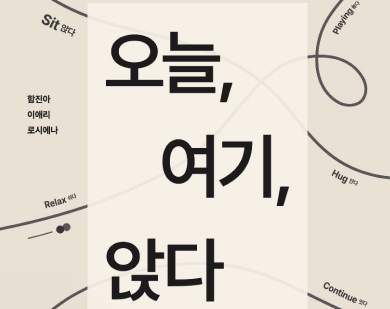 Sit 앉다
Playing 놀다
오늘,
함진아
이애리
로시에나
여기,
Hug 안다
Relax 쉬다
앉다
Continue 잇다